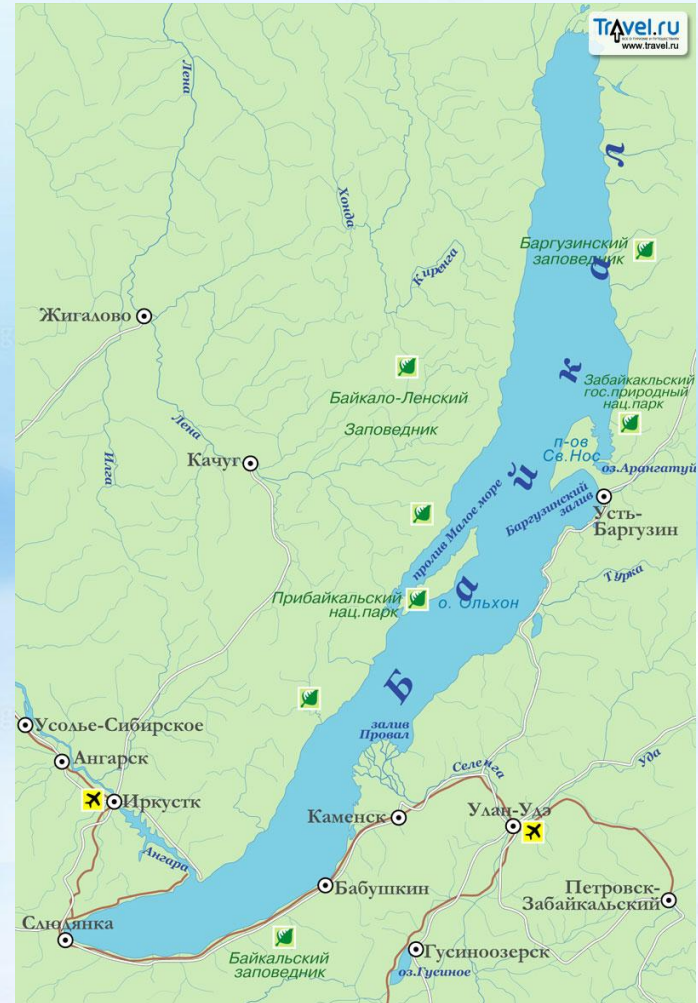 Travel.ru
www.travel.ru
Лена
Хонда
Киренга
Баргузинский
заповедник
Жигалово
Байкало-Ленский
Заповедник
Забайкакльский
гос.природный
нац.парк
п-ов
Св.Нос
оз.Арангатуй
Лена
Илга
Качуг
Баргузинский
залив
Усть-
Баргузин
пролив Малое море
Турка
Прибайкальский
нац.парк
о. Ольхон
Байкал
залив
Провал
Усолье-Сибирское
Ангарск
Иркустк
Ангара
Селенга
Уда
Каменск
Улан-Удэ
Бабушкин
Петровск-
Забайкальский
Слюдянка
Байкальский
заповедник
Гусиноозерск
оз.Гусиное